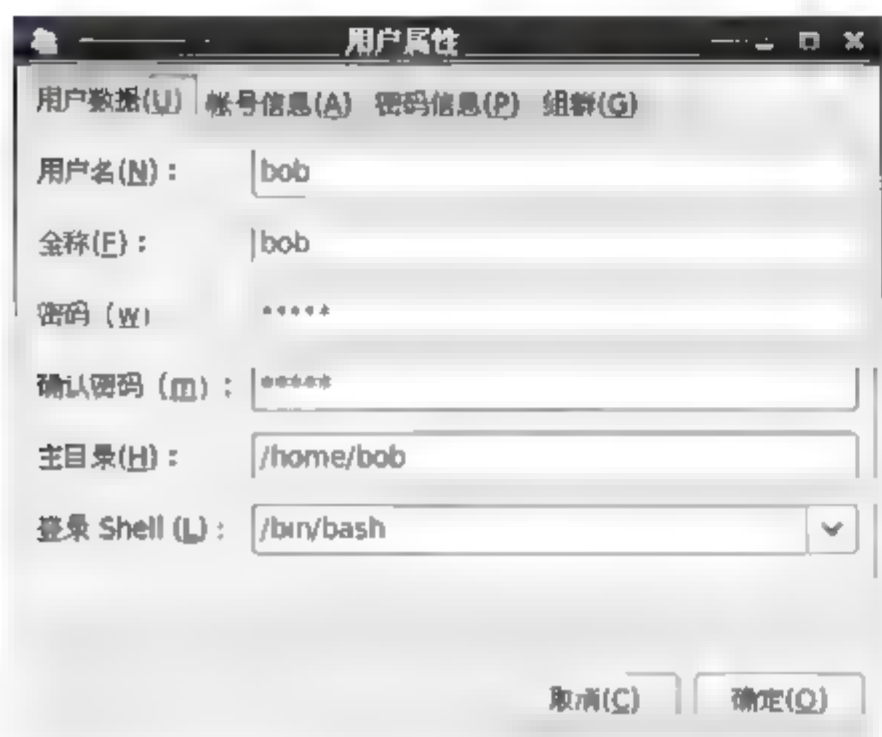 用户属性
用户数据(U) 帐号信息(A) 密码信息(P) 组群(G)
用户名(N)： bob
全称(F)： bob
密码（w） *****
确认密码（m）： *****
主目录(H)： /home/bob
登录 Shell (L)： /bin/bash
取消(C) 确定(O)